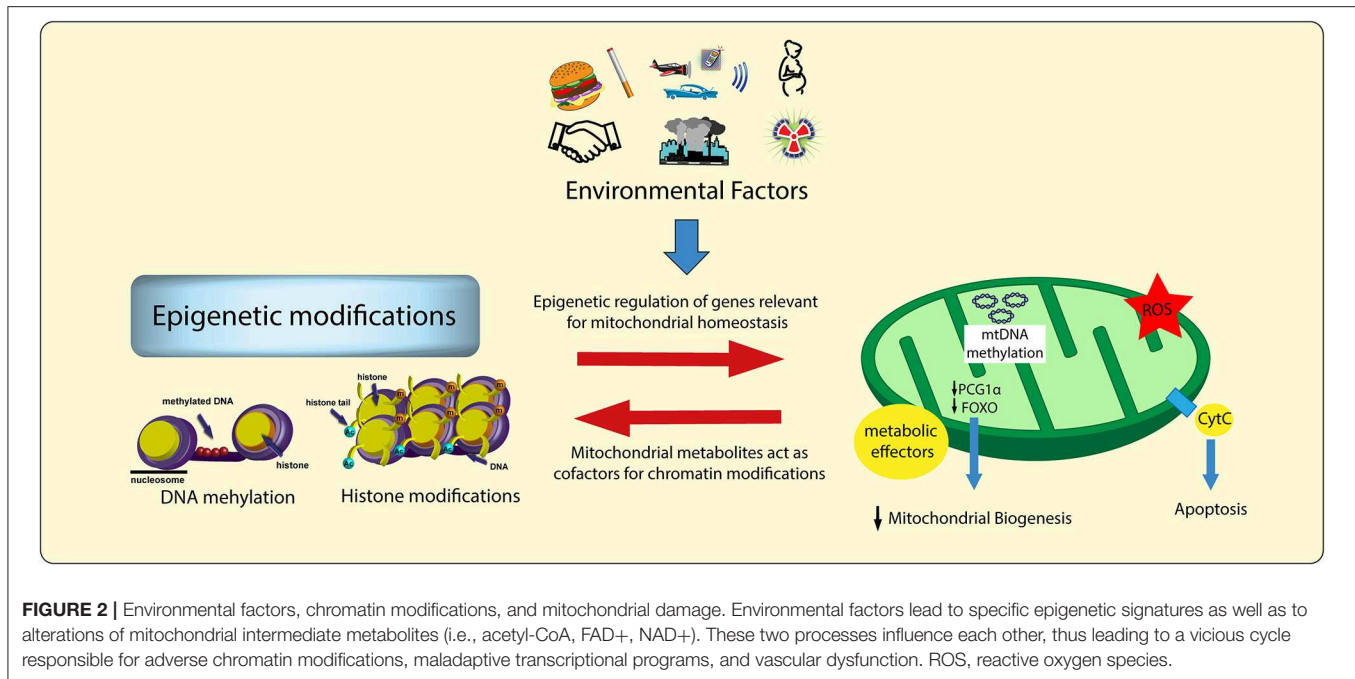 Environmental Factors
Epigenetic modifications
Epigenetic regulation of genes relevant
for mitochondrial homeostasis
Mitochondrial metabolites act as
cofactors for chromatin modifications
methylated DNA
histone
nucleosome
DNA mehylation
histone
histone tail
m
m
m
m
Ac
Ac
Ac
DNA
Histone modifications
mtDNA
methylation
ROS
↓PCG1α
↓FOXO
metabolic
effectors
CytC
↓ Mitochondrial Biogenesis
Apoptosis
FIGURE 2 | Environmental factors, chromatin modifications, and mitochondrial damage. Environmental factors lead to specific epigenetic signatures as well as to
alterations of mitochondrial intermediate metabolites (i.e., acetyl-CoA, FAD+, NAD+). These two processes influence each other, thus leading to a vicious cycle
responsible for adverse chromatin modifications, maladaptive transcriptional programs, and vascular dysfunction. ROS, reactive oxygen species.